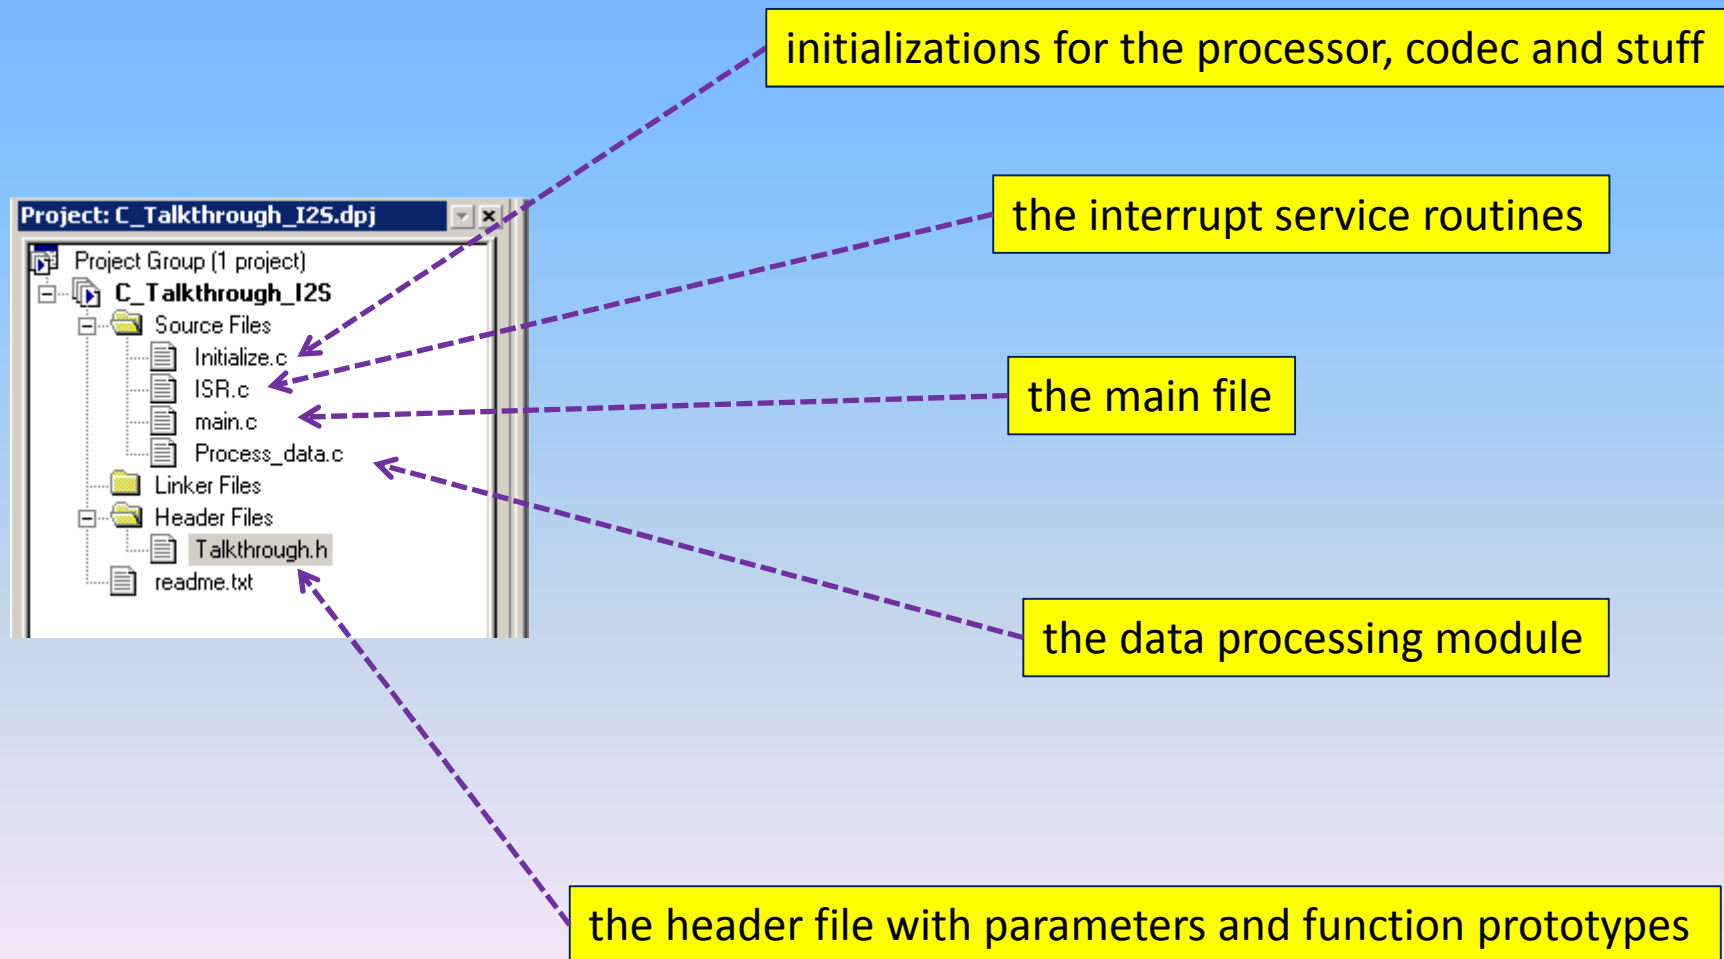 initializations for the processor, codec and stuff
the interrupt service routines
Project: C_Talkthrough_I2S.dpj
Project Group (1 project)
C_Talkthrough_I2S
Source Files
Initialize.c
ISR.c
main.c
Process_data.c
Linker Files
Header Files
Talkthrough.h
readme.txt
the main file
the data processing module
the header file with parameters and function prototypes